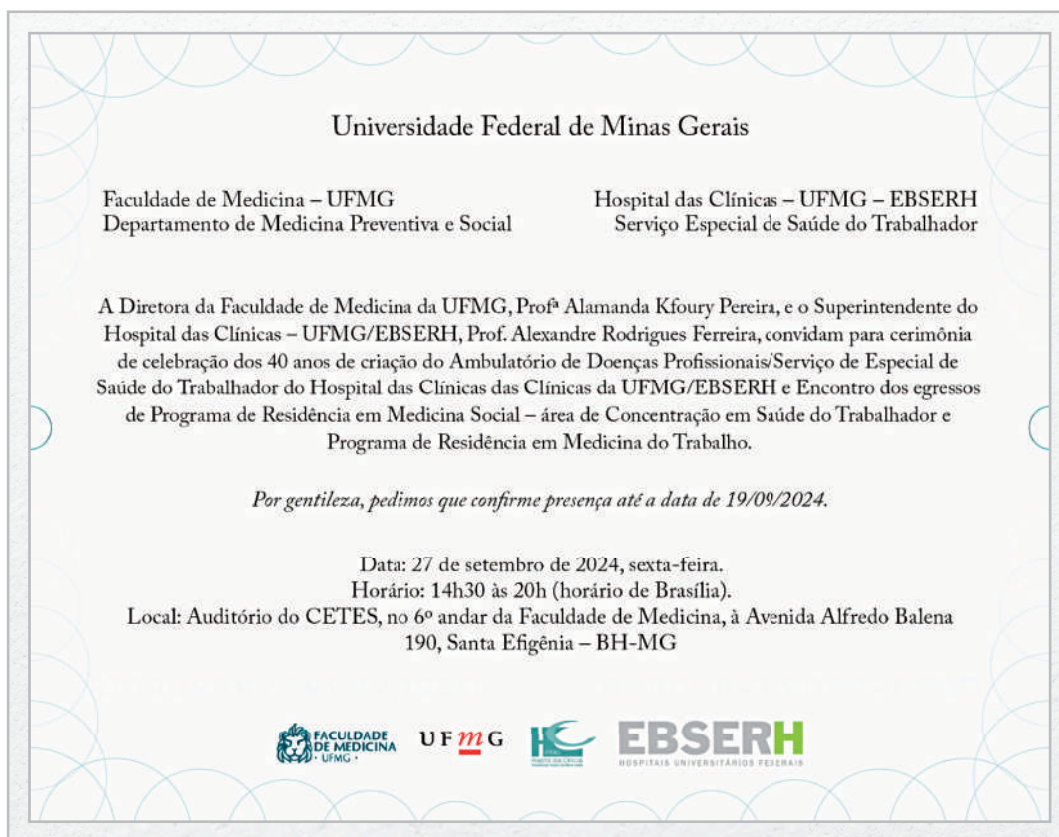 Universidade Federal de Minas Gerais
Faculdade de Medicina – UFMG
Departamento de Medicina Preventiva e Social
Hospital das Clínicas – UFMG – EBSERH
Serviço Especial de Saúde do Trabalhador
A Diretora da Faculdade de Medicina da UFMG, Profª Alamanda Kfoury Pereira, e o Superintendente do
Hospital das Clínicas – UFMG/EBSERH, Prof. Alexandre Rodrigues Ferreira, convidam para cerimônia
de celebração dos 40 anos de criação do Ambulatório de Doenças Profissionais/Serviço de Especial de
Saúde do Trabalhador do Hospital das Clínicas das Clínicas da UFMG/EBSERH e Encontro dos egressos
de Programa de Residência em Medicina Social – área de Concentração em Saúde do Trabalhador e
Programa de Residência em Medicina do Trabalho.
Por gentileza, pedimos que confirme presença até a data de 19/09/2024.
Data: 27 de setembro de 2024, sexta-feira.
Horário: 14h30 às 20h (horário de Brasília).
Local: Auditório do CETES, no 6º andar da Faculdade de Medicina, à Avenida Alfredo Balena
190, Santa Efigênia – BH-MG
FACULDADE
DE MEDICINA
• UFMG •
UFmG
HC
EBSERH
HOSPITAIS UNIVERSITÁRIOS FEDERAIS